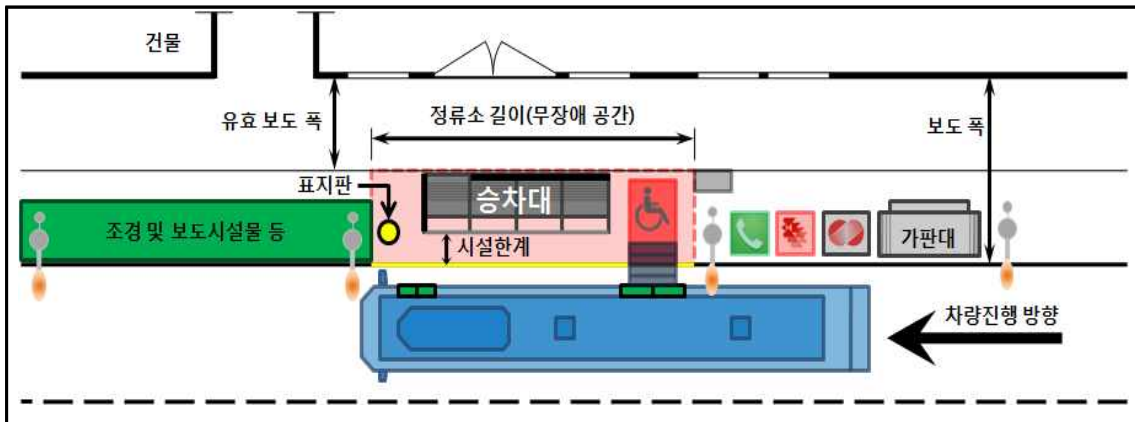 건물
유효 보도 폭
정류소 길이(무장애 공간)
보도 폭
표지판
승차대
조경 및 보도시설물 등
시설한계
가판대
차량진행 방향